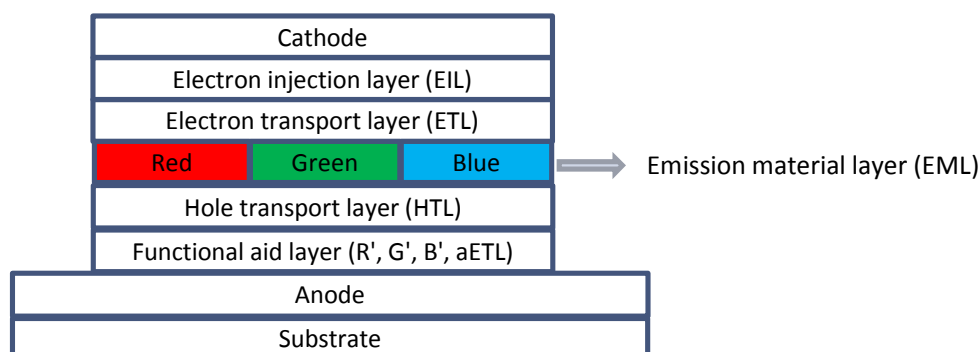 Cathode
Electron injection layer (EIL)
Electron transport layer (ETL)
Red Green Blue Emission material layer (EML)
Hole transport layer (HTL)
Functional aid layer (R', G', B', aETL)
Anode
Substrate